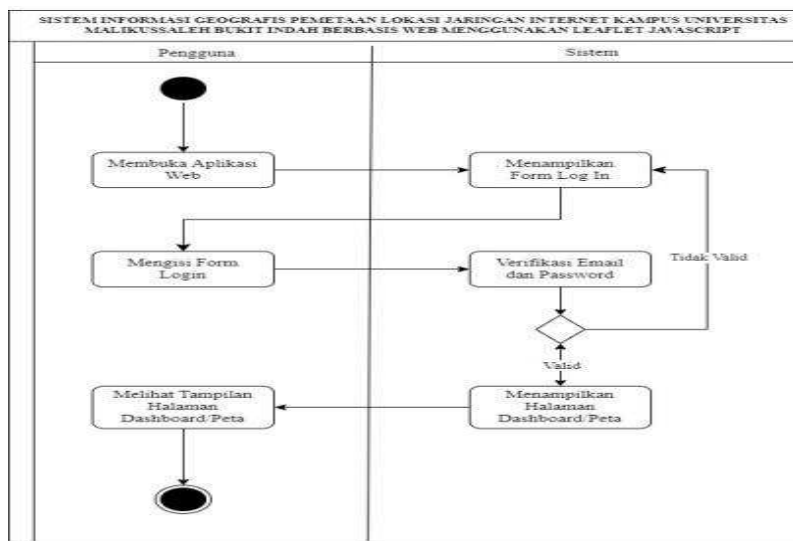 SISTEM INFORMASI GEOGRAFIS PEMETAAN LOKASI JARINGAN INTERNET KAMPUS UNIVERSITAS
MALIKUSSALEH BUKIT INDAH BERBASIS WEB MENGGUNAKAN LEAFLET JAVASCRIPT
Pengguna
Sistem
Membuka Aplikasi
Web
Menampilkan
Form Log In
Mengisi Form
Login
Verifikasi Email
dan Password
Tidak Valid
Valid
Melihat Tampilan
Halaman
Dashboard/Peta
Menampilkan
Halaman
Dashboard/Peta